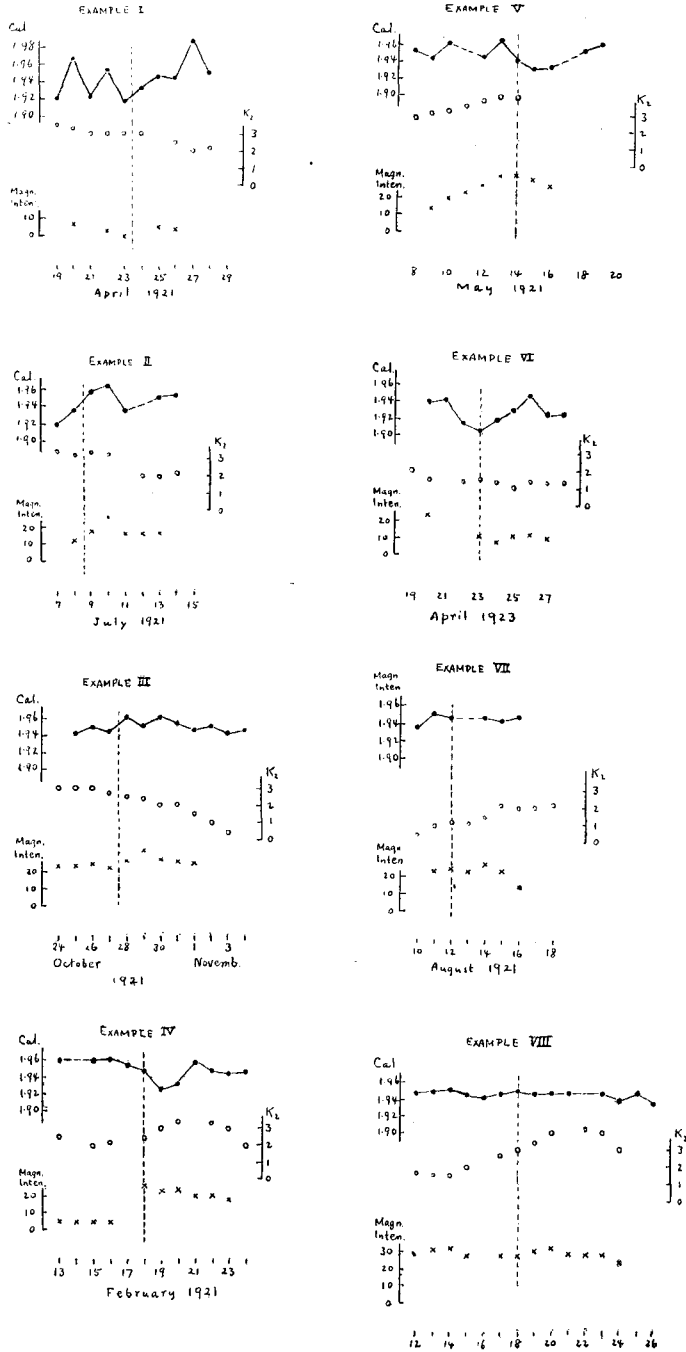 EXAMPLE I
Cal
1.98
1.96
1.94
1.92
1.90
K₂
3
2
1
0
Magn.
Inten.
10
0
19 21 23 25 27 29
April 1921
EXAMPLE II
Cal.
1.96
1.94
1.92
1.90
K₂
3
2
1
0
Magn.
Inten.
20
10
0
7 9 11 13 15
July 1921
EXAMPLE III
Cal.
1.96
1.94
1.92
1.90
K₂
3
2
1
0
Magn.
Inten.
20
10
0
24 26 28 30 1 3
October Novemb.
1921
EXAMPLE IV
Cal.
1.96
1.94
1.92
1.90
K₂
3
2
1
0
Magn.
Inten.
20
10
0
13 15 17 19 21 23
February 1921
EXAMPLE V
Cal.
1.96
1.94
1.92
1.90
K₂
3
2
1
0
Magn.
Inten.
20
10
0
8 10 12 14 16 18 20
May 1921
EXAMPLE VI
Cal.
1.96
1.94
1.92
1.90
K₂
3
2
1
0
Magn.
Inten.
20
10
0
19 21 23 25 27
April 1923
EXAMPLE VII
Magn
Inten
1.96
1.94
1.92
1.90
K₂
3
2
1
0
Magn
Inten.
20
10
0
10 12 14 16 18
August 1921
EXAMPLE VIII
Cal
1.96
1.94
1.92
1.90
K₂
3
2
1
0
Magn.
Inten.
30
20
10
0
12 14 16 18 20 22 24 26